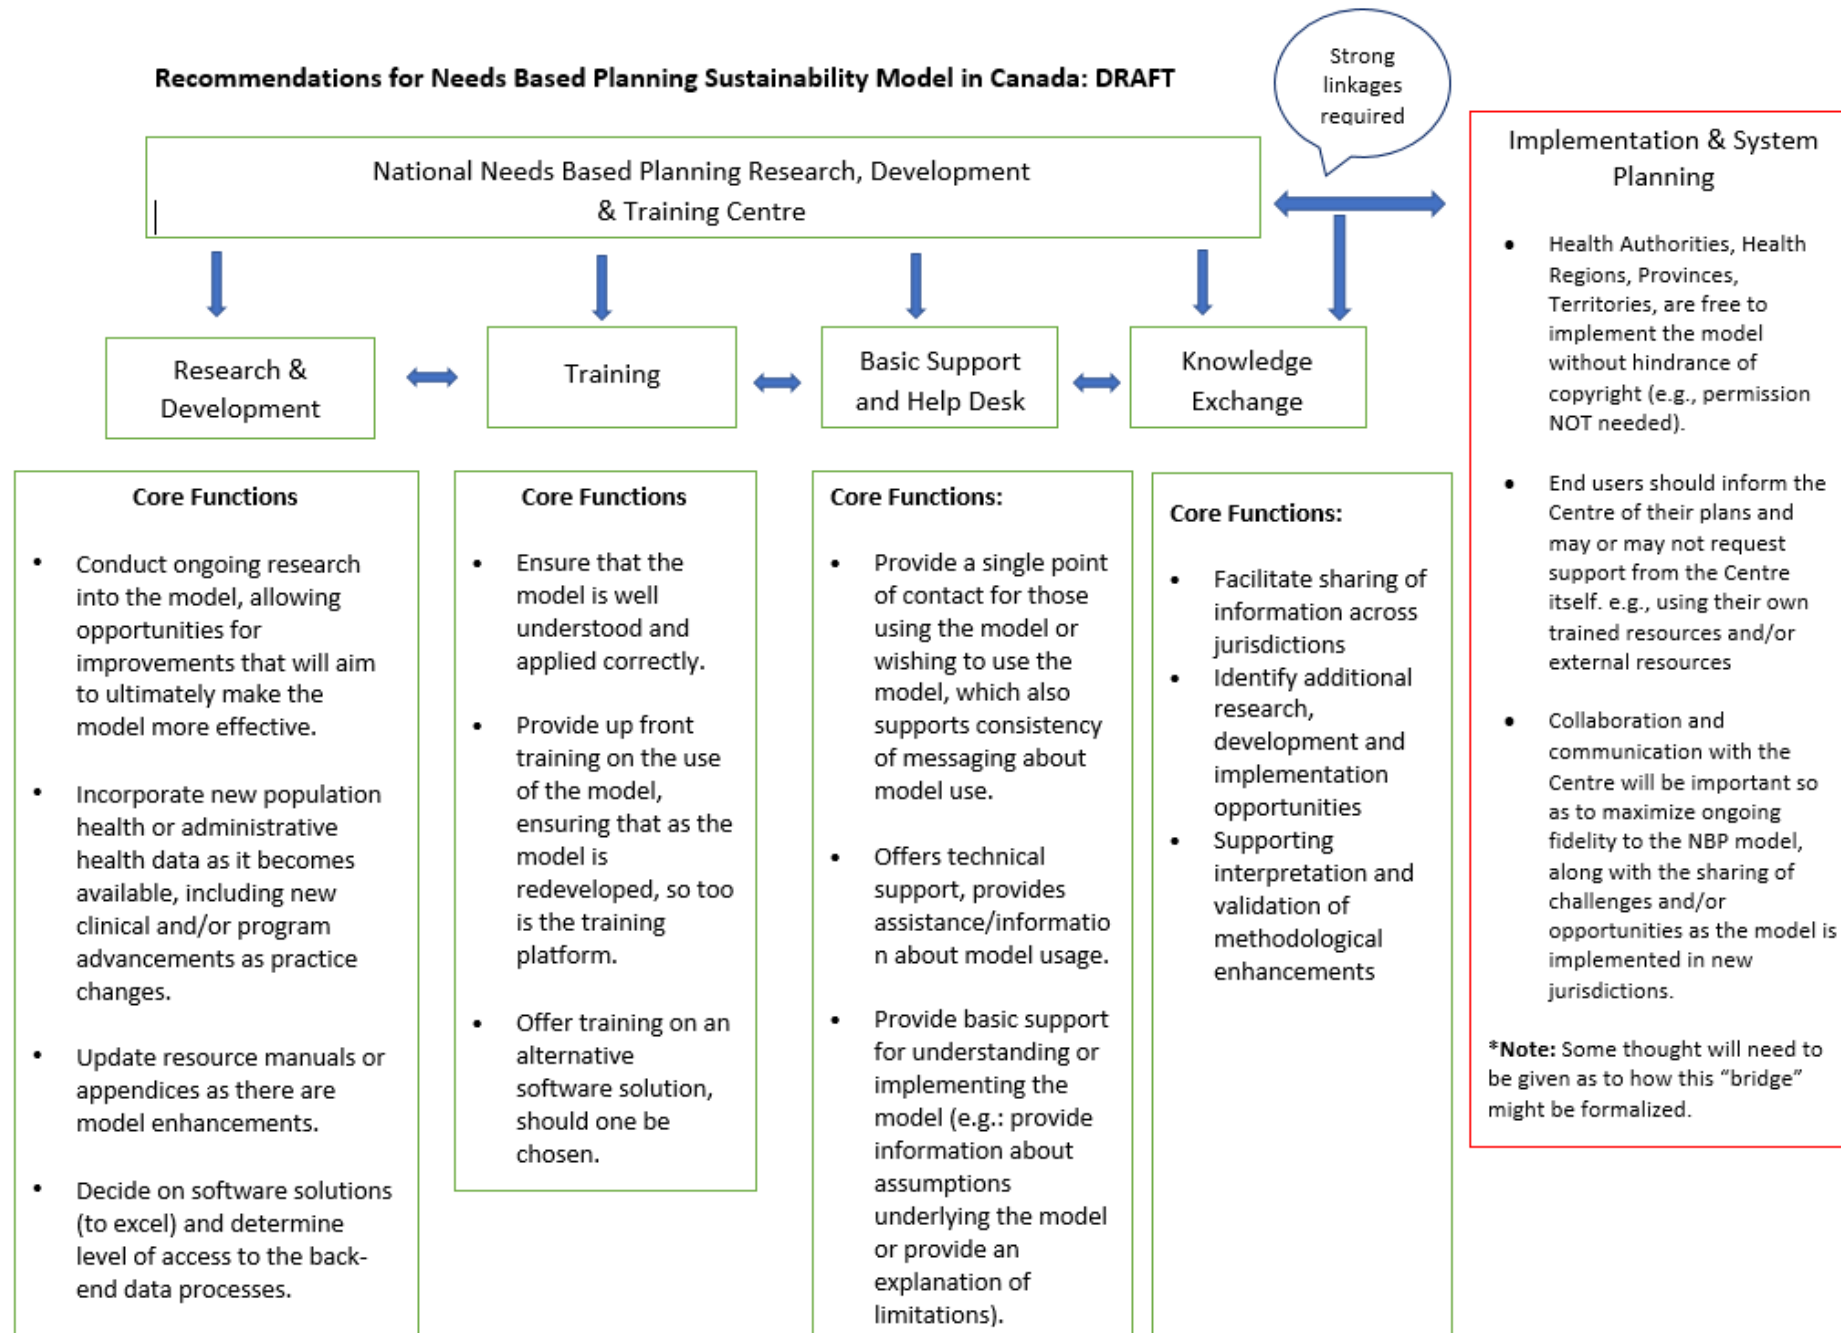 Recommendations for Needs Based Planning Sustainability Model in Canada: DRAFT
Strong
linkages
required
National Needs Based Planning Research, Development
& Training Centre
Research &
Development
Training
Basic Support
and Help Desk
Knowledge
Exchange
Core Functions
• Conduct ongoing research
into the model, allowing
opportunities for
improvements that will aim
to ultimately make the
model more effective.
• Incorporate new population
health or administrative
health data as it becomes
available, including new
clinical and/or program
advancements as practice
changes.
• Update resource manuals or
appendices as there are
model enhancements.
• Decide on software solutions
(to excel) and determine
level of access to the back-
end data processes.
Core Functions
• Ensure that the
model is well
understood and
applied correctly.
• Provide up front
training on the use
of the model,
ensuring that as the
model is
redeveloped, so too
is the training
platform.
• Offer training on an
alternative
software solution,
should one be
chosen.
Core Functions:
• Provide a single point
of contact for those
using the model or
wishing to use the
model, which also
supports consistency
of messaging about
model use.
• Offers technical
support, provides
assistance/informatio
n about model usage.
• Provide basic support
for understanding or
implementing the
model (e.g.: provide
information about
assumptions
underlying the model
or provide an
explanation of
limitations).
Core Functions:
• Facilitate sharing of
information across
jurisdictions
• Identify additional
research,
development and
implementation
opportunities
• Supporting
interpretation and
validation of
methodological
enhancements
Implementation & System
Planning
• Health Authorities, Health
Regions, Provinces,
Territories, are free to
implement the model
without hindrance of
copyright (e.g., permission
NOT needed).
• End users should inform the
Centre of their plans and
may or may not request
support from the Centre
itself. e.g., using their own
trained resources and/or
external resources
• Collaboration and
communication with the
Centre will be important so
as to maximize ongoing
fidelity to the NBP model,
along with the sharing of
challenges and/or
opportunities as the model is
implemented in new
jurisdictions.
*Note: Some thought will need to
be given as to how this “bridge”
might be formalized.